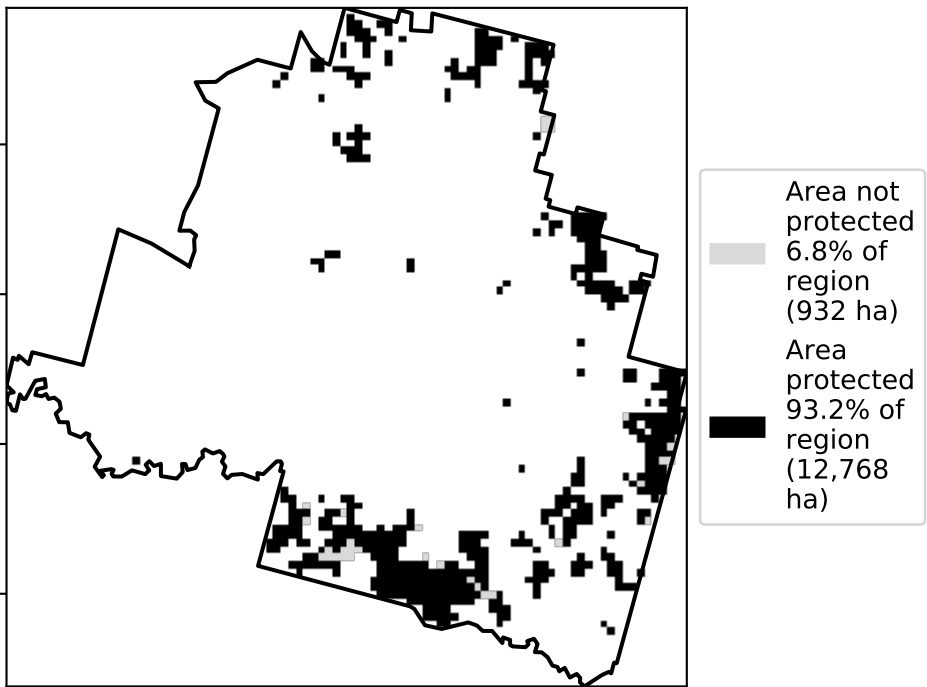 Area not
protected
6.8% of
region
(932 ha)
Area
protected
93.2% of
region
(12,768
ha)